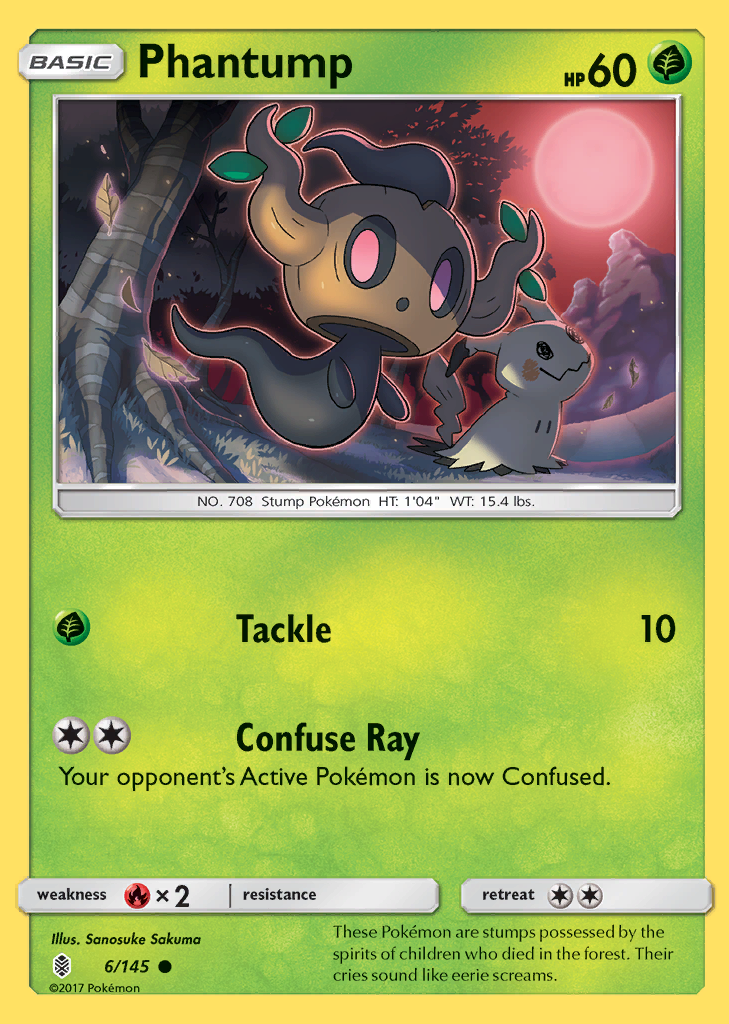 BASIC Phantump HP 60
NO. 708 Stump Pokémon HT: 1'04" WT: 15.4 lbs.
Tackle 10
Confuse Ray
Your opponent's Active Pokémon is now Confused.
weakness × 2 resistance retreat
Illus. Sanosuke Sakuma
6/145
©2017 Pokémon
These Pokémon are stumps possessed by the
spirits of children who died in the forest. Their
cries sound like eerie screams.